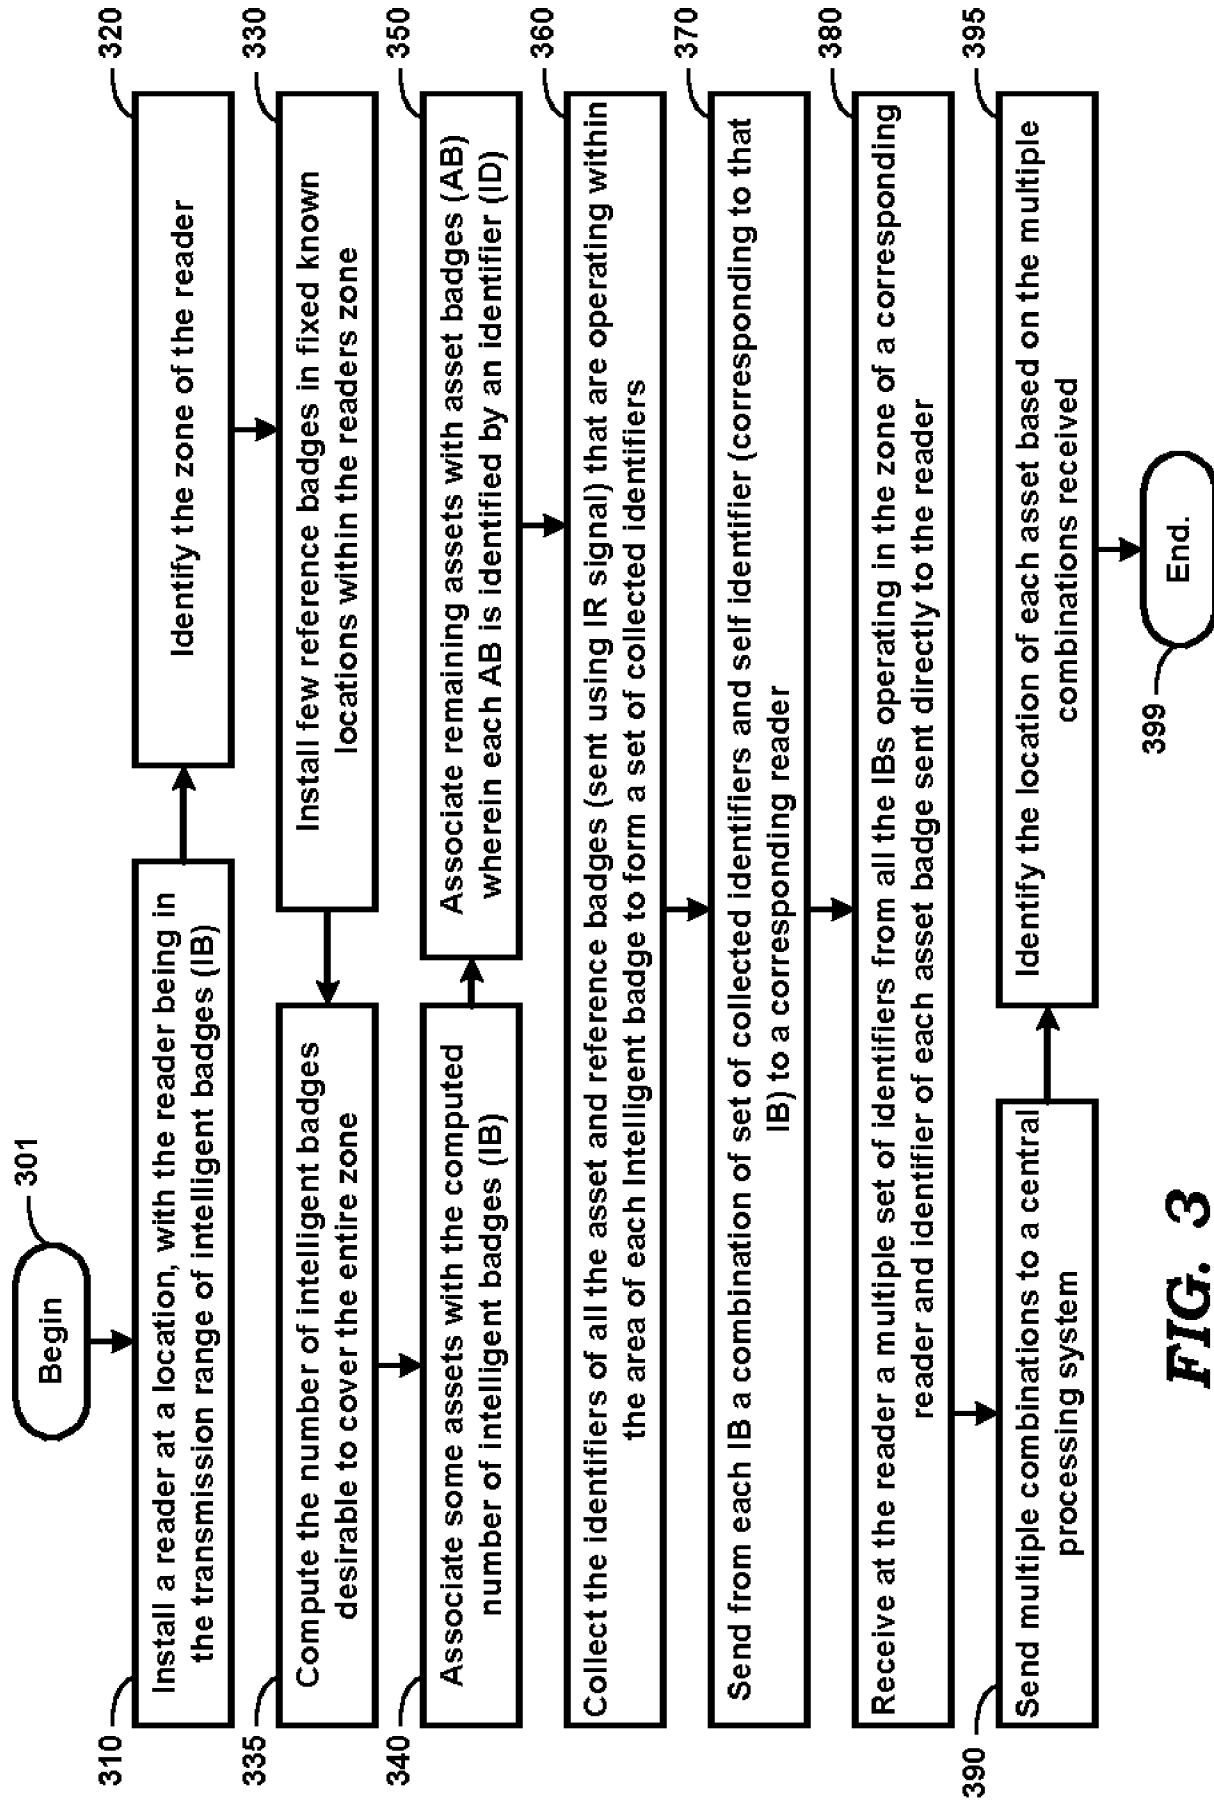 301
Begin
310
Install a reader at a location, with the reader being in
the transmission range of intelligent badges (IB)
320
Identify the zone of the reader
330
Install few reference badges in fixed known
locations within the readers zone
335
Compute the number of intelligent badges
desirable to cover the entire zone
340
Associate some assets with the computed
number of intelligent badges (IB)
350
Associate remaining assets with asset badges (AB)
wherein each AB is identified by an identifier (ID)
360
Collect the identifiers of all the asset and reference badges (sent using IR signal) that are operating within
the area of each Intelligent badge to form a set of collected identifiers
370
Send from each IB a combination of set of collected identifiers and self identifier (corresponding to that
IB) to a corresponding reader
380
Receive at the reader a multiple set of identifiers from all the IBs operating in the zone of a corresponding
reader and identifier of each asset badge sent directly to the reader
390
Send multiple combinations to a central
processing system
395
Identify the location of each asset based on the multiple
combinations received
399
End.
FIG. 3